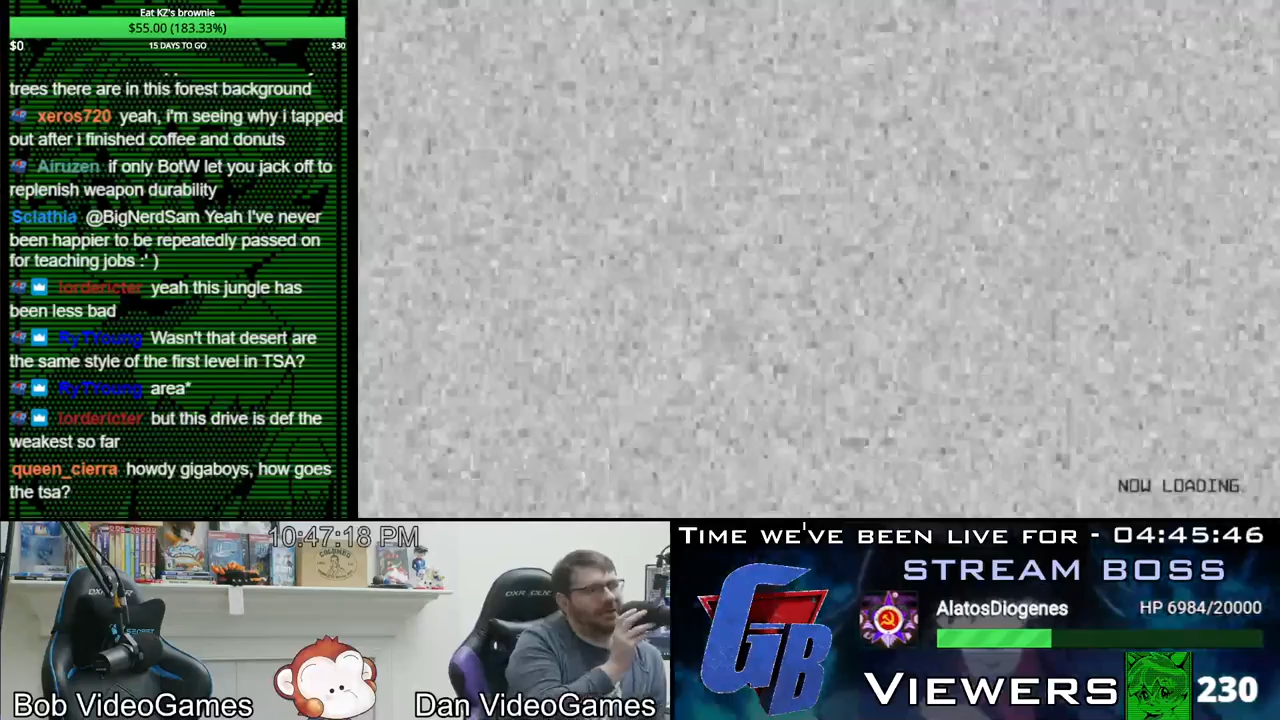 Eat KZ's brownie
$55.00 (183.33%)
$0 15 DAYS TO GO $30
trees there are in this forest background
xeros720 yeah, i'm seeing why i tapped
out after i finished coffee and donuts
Airuzen if only BotW let you jack off to
replenish weapon durability
Sclathia @BigNerdSam Yeah I've never
been happier to be repeatedly passed on
for teaching jobs :' )
lordericter yeah this jungle has
been less bad
RyTYoung Wasn't that desert are
the same style of the first level in TSA?
RyTYoung area*
lordericter but this drive is def the
weakest so far
queen_cierra howdy gigaboys, how goes
the tsa?
NOW LOADING
10:47:18 PM
Bob VideoGames
Dan VideoGames
TIME WE'VE BEEN LIVE FOR - 04:45:46
STREAM BOSS
AlatosDiogenes HP 6984/20000
GB
VIEWERS 230